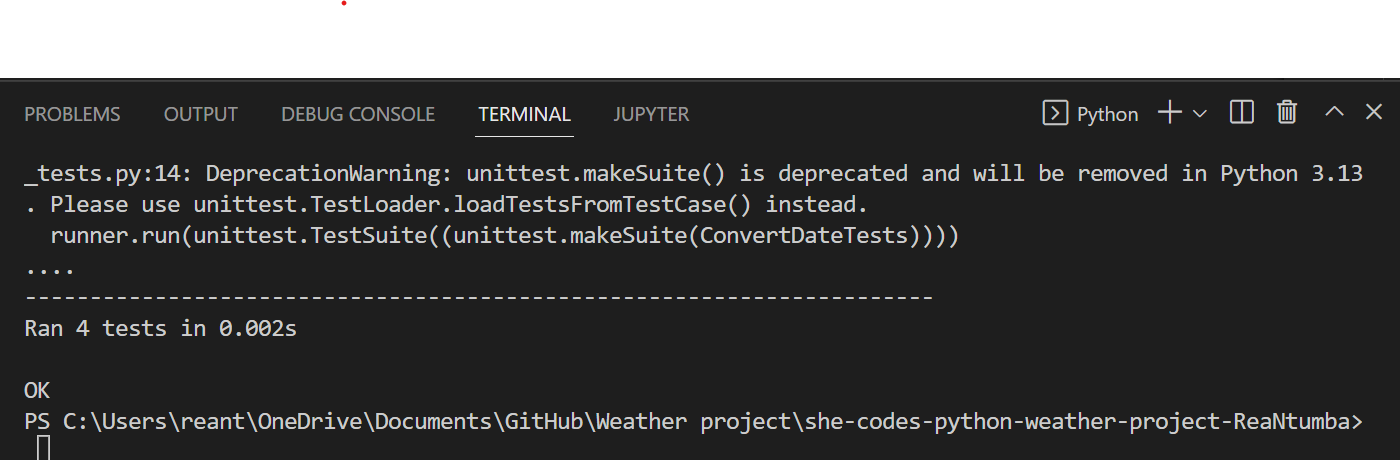 PROBLEMS OUTPUT DEBUG CONSOLE TERMINAL JUPYTER Python
_tests.py:14: DeprecationWarning: unittest.makeSuite() is deprecated and will be removed in Python 3.13
. Please use unittest.TestLoader.loadTestsFromTestCase() instead.
  runner.run(unittest.TestSuite((unittest.makeSuite(ConvertDateTests))))
....
----------------------------------------------------------------------
Ran 4 tests in 0.002s
OK
PS C:\Users\reant\OneDrive\Documents\GitHub\Weather project\she-codes-python-weather-project-ReaNtumba>